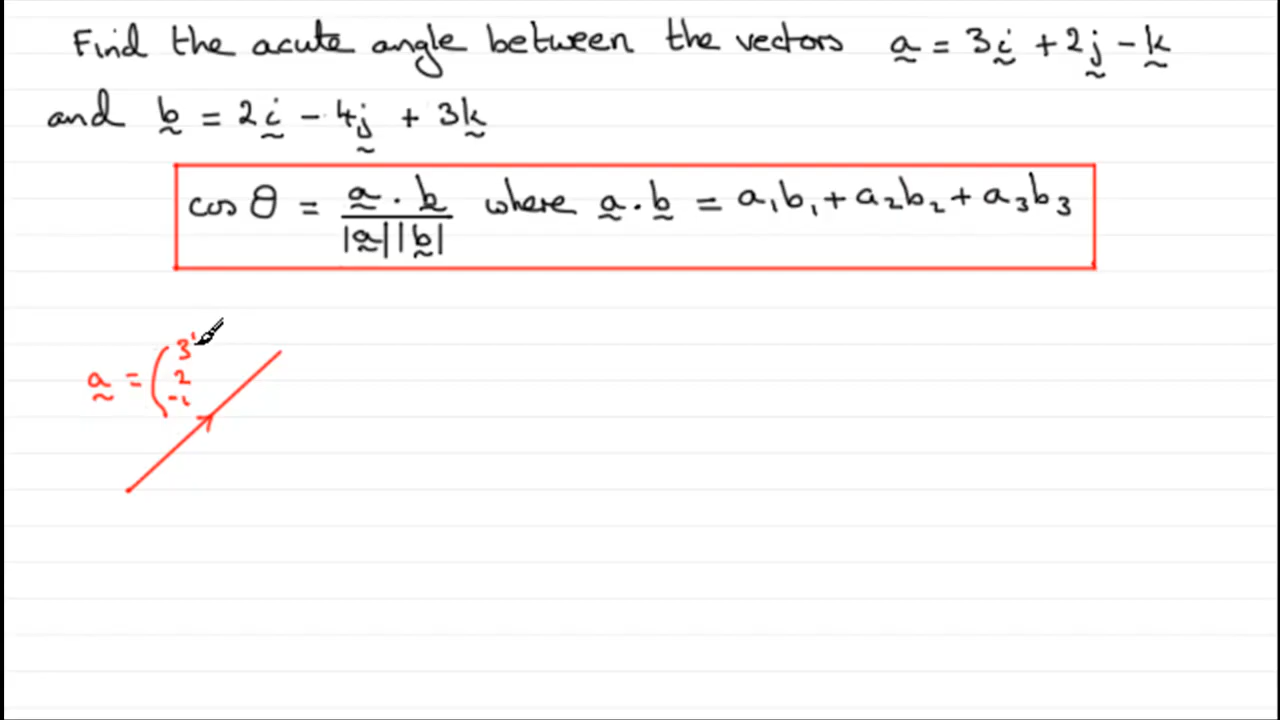 Find the acute angle between the vectors a = 3i + 2j - k
and b = 2i - 4j + 3k
cos θ = a . b / |a||b| where a . b = a₁b₁ + a₂b₂ + a₃b₃
a = ( 3
2
-1